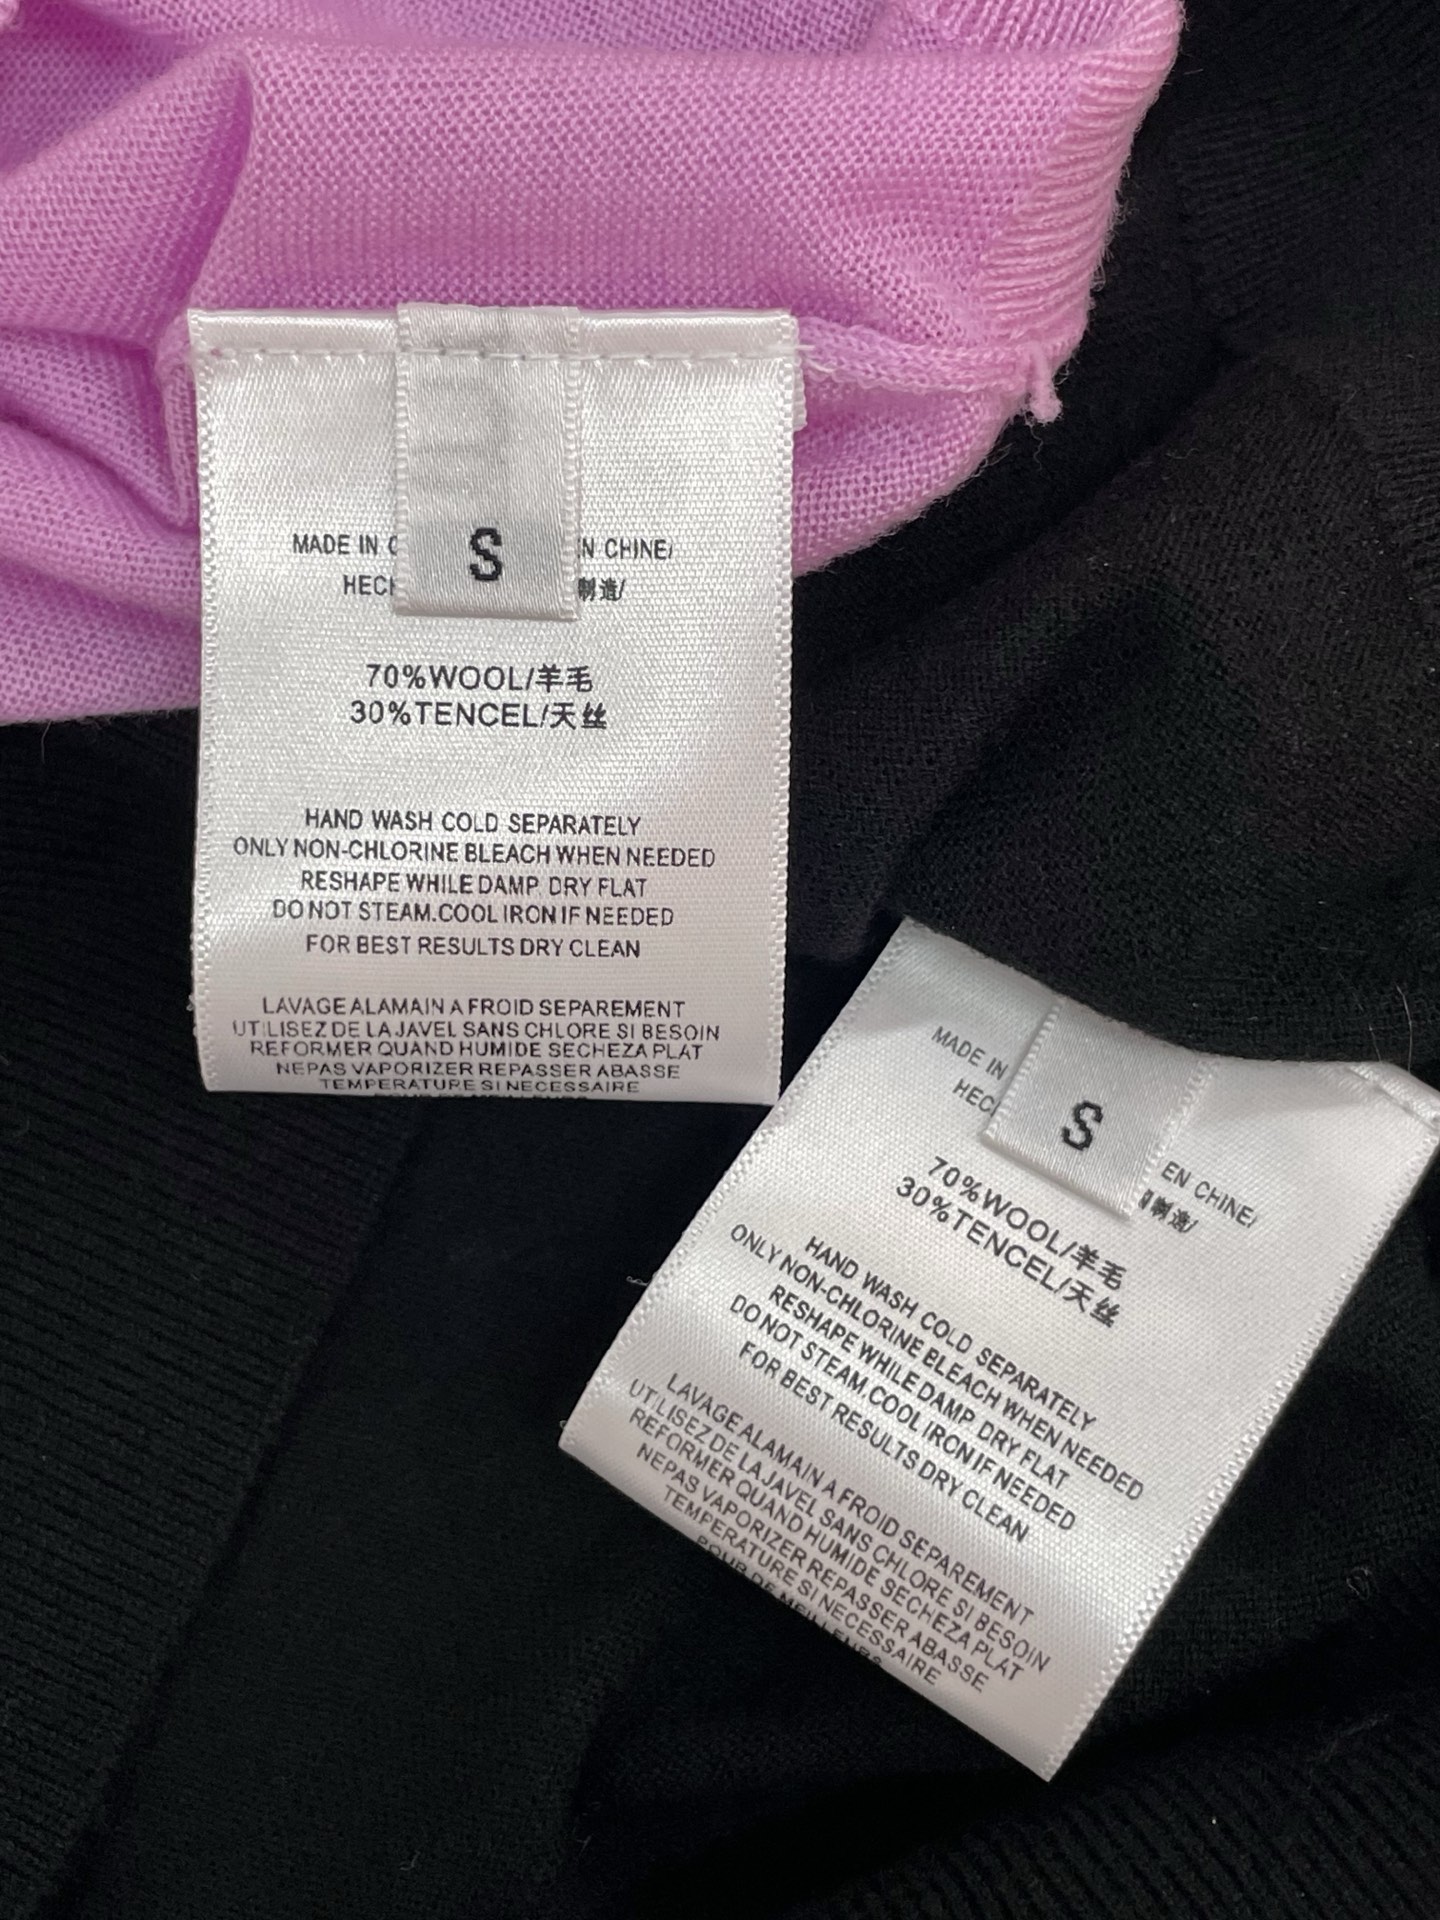 S
MADE IN
N CHINE/
制造/
70%WOOL/羊毛
30%TENCEL/天丝
HAND WASH COLD SEPARATELY
ONLY NON-CHLORINE BLEACH WHEN NEEDED
RESHAPE WHILE DAMP DRY FLAT
DO NOT STEAM.COOL IRON IF NEEDED
FOR BEST RESULTS DRY CLEAN
LAVAGE ALAMAIN A FROID SEPAREMENT
UTILISEZ DE LA JAVEL SANS CHLORE SI BESOIN
REFORMER QUAND HUMIDE SECHEZA PLAT
NEPAS VAPORIZER REPASSER ABASSE
TEMPERATURE SI NECESSAIRE
S
MADE IN
EN CHINE/
制造/
70%WOOL/羊毛
30%TENCEL/天丝
HAND WASH COLD SEPARATELY
ONLY NON-CHLORINE BLEACH WHEN NEEDED
RESHAPE WHILE DAMP DRY FLAT
DO NOT STEAM.COOL IRON IF NEEDED
FOR BEST RESULTS DRY CLEAN
LAVAGE ALAMAIN A FROID SEPAREMENT
UTILISEZ DE LA JAVEL SANS CHLORE SI BESOIN
REFORMER QUAND HUMIDE SECHEZA PLAT
NEPAS VAPORIZER REPASSER ABASSE
TEMPERATURE SI NECESSAIRE
POUR DE MEILLEURS